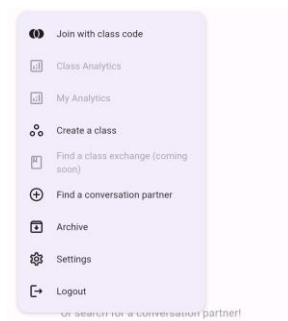 Join with class code
Class Analytics
My Analytics
Create a class
Find a class exchange (coming
soon)
Find a conversation partner
Archive
Settings
Logout
Or search for a conversation partner!